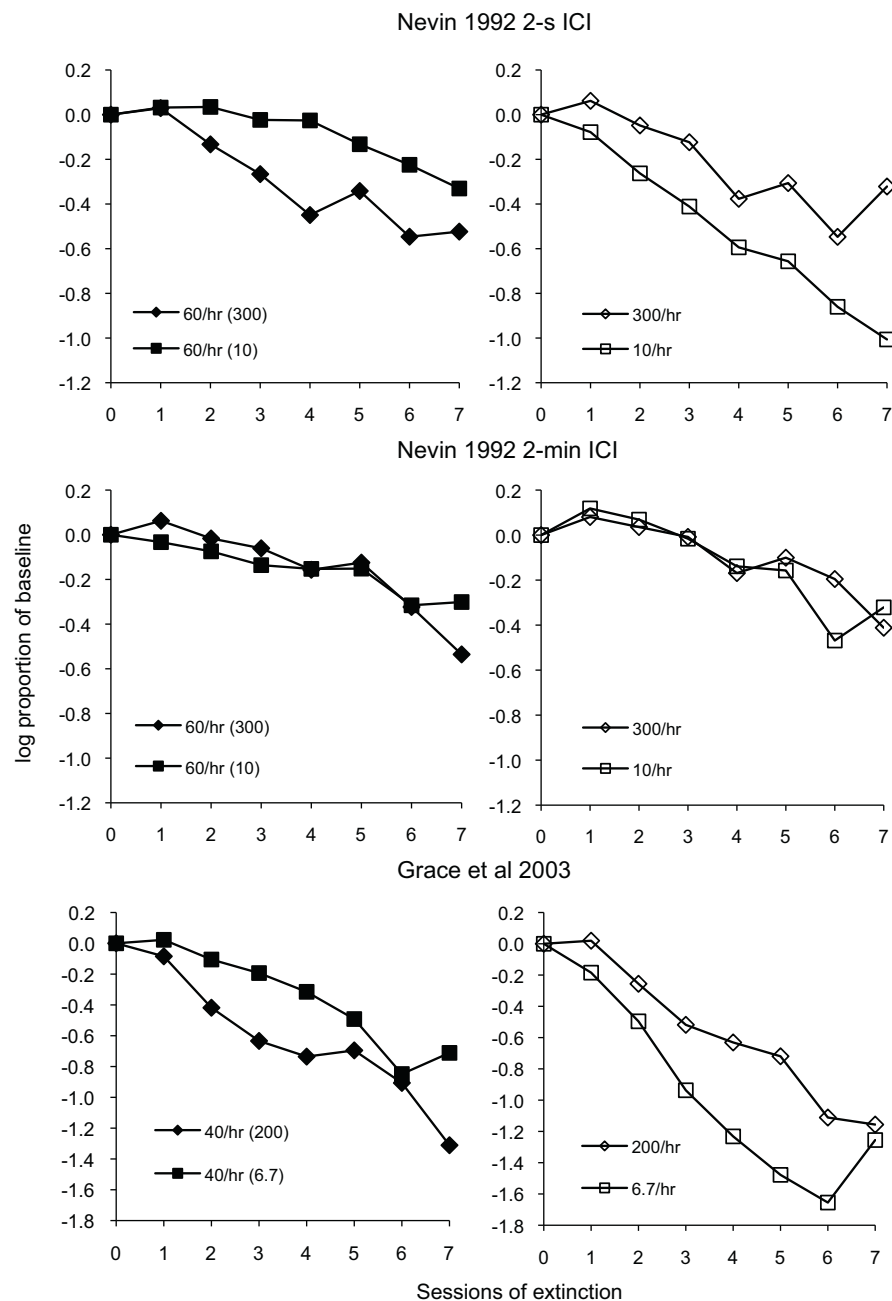 Nevin 1992 2-s ICI
0.2
0.0
-0.2
-0.4
-0.6
-0.8
-1.0
-1.2
0 1 2 3 4 5 6 7
60/hr (300)
60/hr (10)
0.2
0.0
-0.2
-0.4
-0.6
-0.8
-1.0
-1.2
0 1 2 3 4 5 6 7
300/hr
10/hr
Nevin 1992 2-min ICI
log proportion of baseline
0.2
0.0
-0.2
-0.4
-0.6
-0.8
-1.0
-1.2
0 1 2 3 4 5 6 7
60/hr (300)
60/hr (10)
0.2
0.0
-0.2
-0.4
-0.6
-0.8
-1.0
-1.2
0 1 2 3 4 5 6 7
300/hr
10/hr
Grace et al 2003
0.2
0.0
-0.2
-0.4
-0.6
-0.8
-1.0
-1.2
-1.4
-1.6
-1.8
0 1 2 3 4 5 6 7
40/hr (200)
40/hr (6.7)
0.2
0.0
-0.2
-0.4
-0.6
-0.8
-1.0
-1.2
-1.4
-1.6
-1.8
0 1 2 3 4 5 6 7
200/hr
6.7/hr
Sessions of extinction